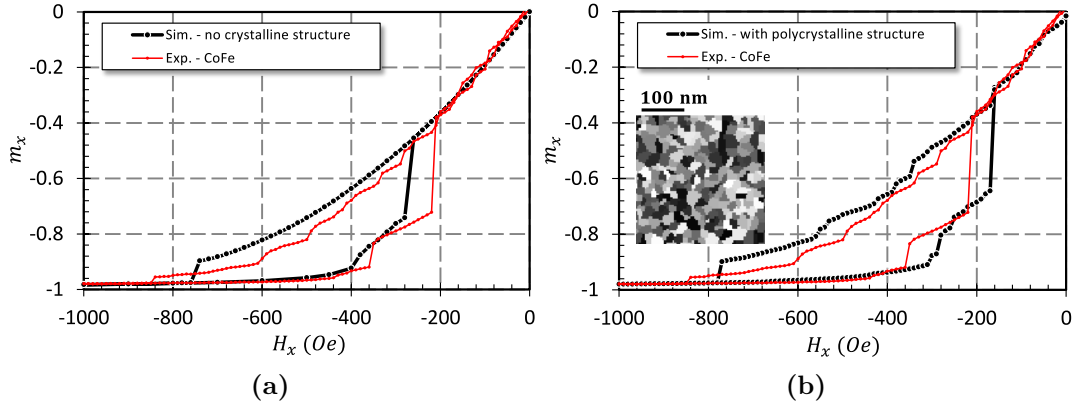 0
-0.2
-0.4
-0.6
-0.8
-1
m_x
Sim. - no crystalline structure
Exp. - CoFe
-1000 -800 -600 -400 -200 0
H_x (Oe)
(a)
0
-0.2
-0.4
-0.6
-0.8
-1
m_x
Sim. - with polycrystalline structure
Exp. - CoFe
100 nm
-1000 -800 -600 -400 -200 0
H_x (Oe)
(b)